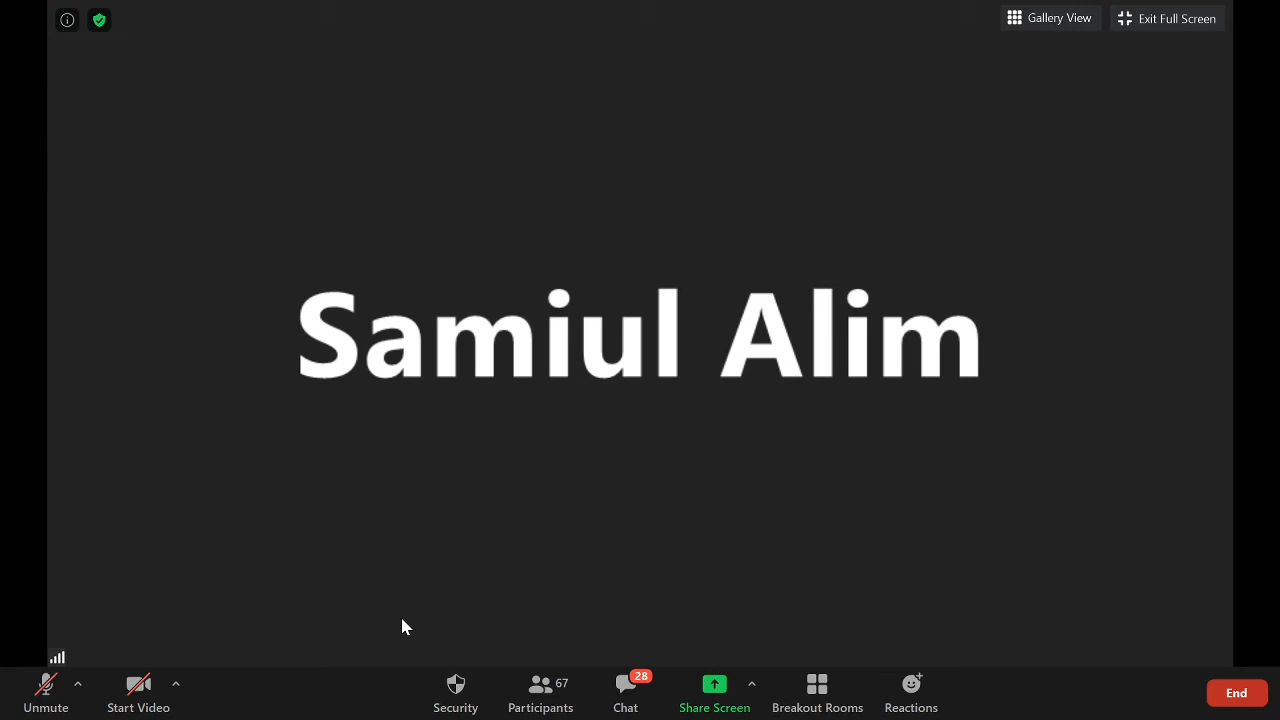 Gallery View
Exit Full Screen
Samiul Alim
Unmute
Start Video
Security
67
Participants
28
Chat
Share Screen
Breakout Rooms
Reactions
End